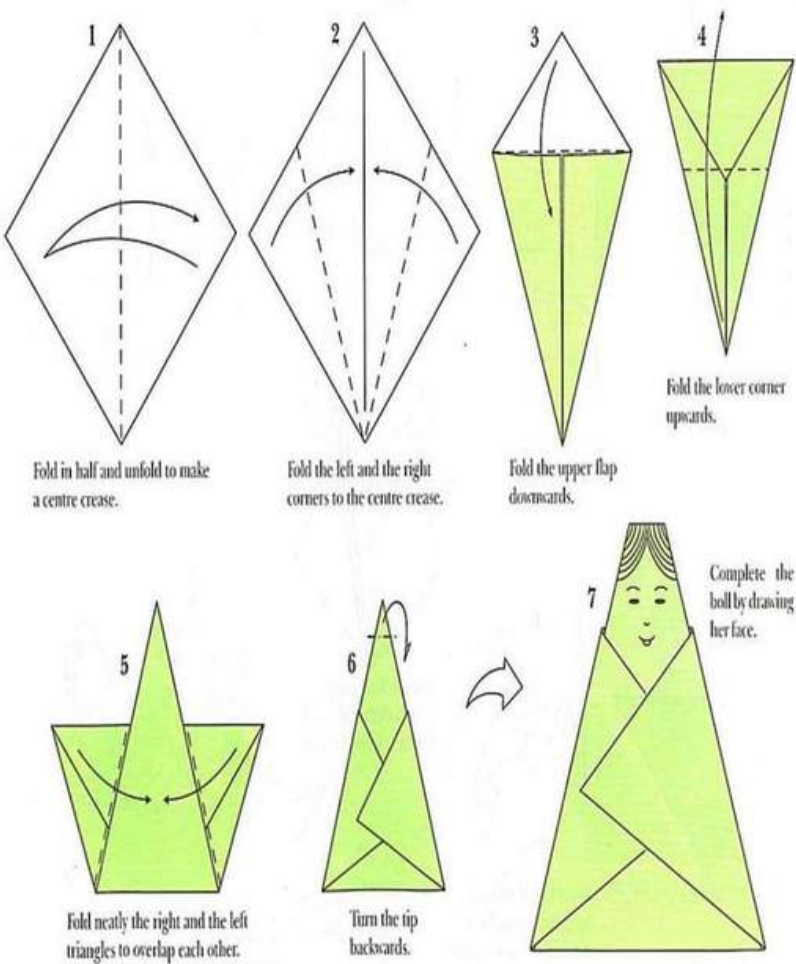 1
Fold in half and unfold to make
a centre crease.
2
Fold the left and the right
corners to the centre crease.
3
Fold the upper flap
downwards.
4
Fold the lower corner
upwards.
5
Fold neatly the right and the left
triangles to overlap each other.
6
Turn the tip
backwards.
7
Complete the
boll by drawing
her face.